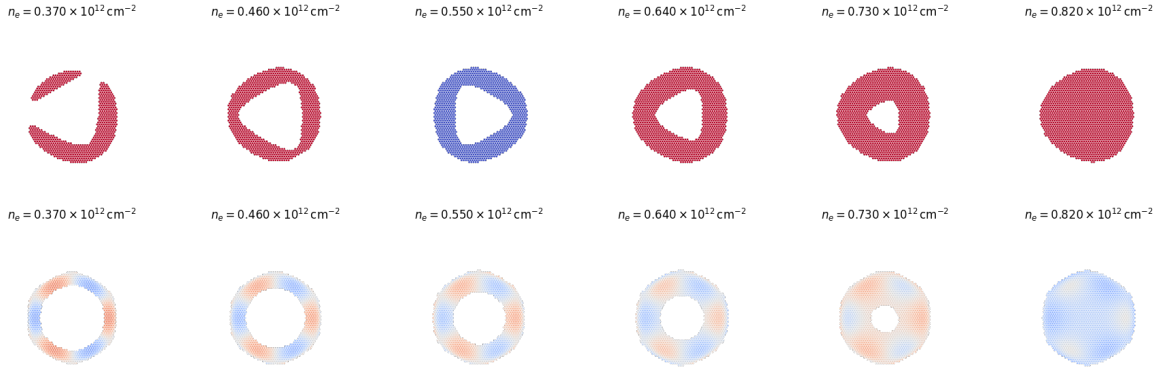 n_e = 0.370 × 10^12 cm^−2
n_e = 0.460 × 10^12 cm^−2
n_e = 0.550 × 10^12 cm^−2
n_e = 0.640 × 10^12 cm^−2
n_e = 0.730 × 10^12 cm^−2
n_e = 0.820 × 10^12 cm^−2
n_e = 0.370 × 10^12 cm^−2
n_e = 0.460 × 10^12 cm^−2
n_e = 0.550 × 10^12 cm^−2
n_e = 0.640 × 10^12 cm^−2
n_e = 0.730 × 10^12 cm^−2
n_e = 0.820 × 10^12 cm^−2